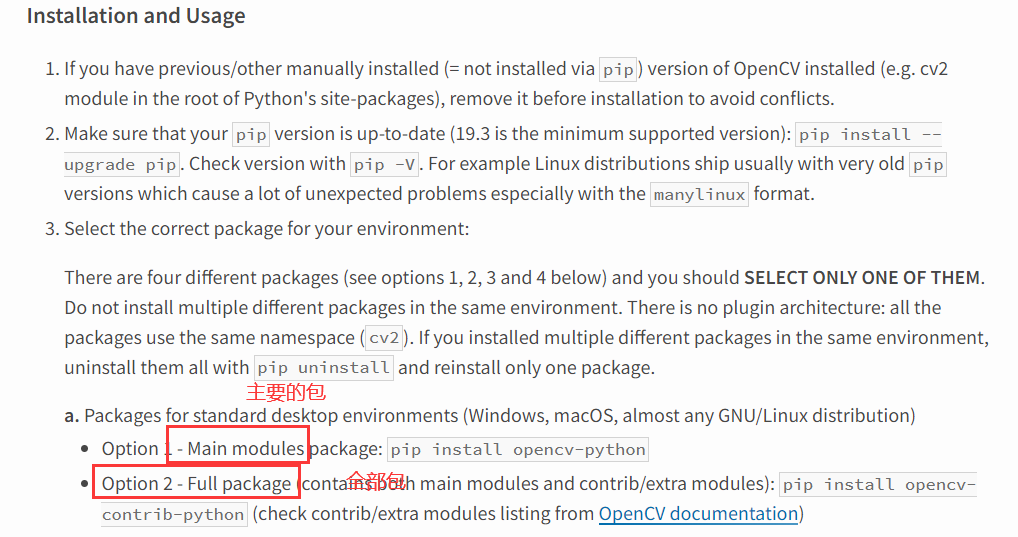 Installation and Usage
1. If you have previous/other manually installed (= not installed via pip) version of OpenCV installed (e.g. cv2
module in the root of Python's site-packages), remove it before installation to avoid conflicts.
2. Make sure that your pip version is up-to-date (19.3 is the minimum supported version): pip install --
upgrade pip. Check version with pip -V. For example Linux distributions ship usually with very old pip
versions which cause a lot of unexpected problems especially with the manylinux format.
3. Select the correct package for your environment:
There are four different packages (see options 1, 2, 3 and 4 below) and you should SELECT ONLY ONE OF THEM.
Do not install multiple different packages in the same environment. There is no plugin architecture: all the
packages use the same namespace (cv2). If you installed multiple different packages in the same environment,
uninstall them all with pip uninstall and reinstall only one package.
主要的包
a. Packages for standard desktop environments (Windows, macOS, almost any GNU/Linux distribution)
• Option 1 - Main modules package: pip install opencv-python
全部包
• Option 2 - Full package (contains both main modules and contrib/extra modules): pip install opencv-
contrib-python (check contrib/extra modules listing from OpenCV documentation)